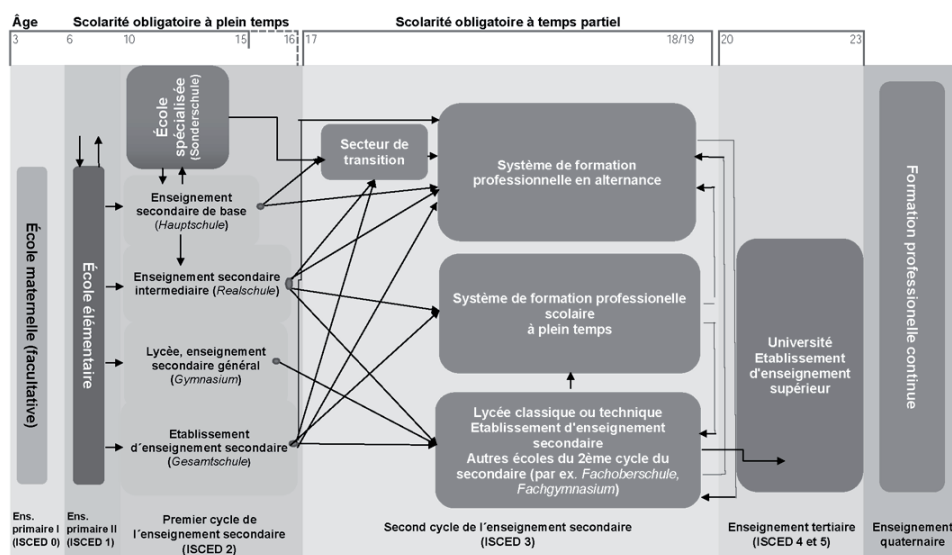 Âge
Scolarité obligatoire à plein temps
Scolarité obligatoire à temps partiel
3
6
10
15
16
17
18/19
20
23
École maternelle (facultative)
École élémentaire
École
spécialisée
(Sonderschule)
Enseignement
secondaire de base
(Hauptschule)
Enseignement secondaire
intermediaire (Realschule)
Lycèe, enseignement
secondaire général
(Gymnasium)
Etablissement
d´enseignement secondaire
(Gesamtschule)
Secteur de
transition
Système de formation
professionnelle en alternance
Système de formation professionelle
scolaire
à plein temps
Lycée classique ou technique
Etablissement d'enseignement
secondaire
Autres écoles du 2ème cycle du
secondaire (par ex. Fachoberschule,
Fachgymnasium)
Université
Etablissement
d'enseignement
supérieur
Formation professionelle continue
Ens.
primaire I
(ISCED 0)
Ens.
primaire II
(ISCED 1)
Premier cycle de
l´enseignement secondaire
(ISCED 2)
Second cycle de l´enseignement secondaire
(ISCED 3)
Enseignement tertiaire
(ISCED 4 et 5)
Enseignement
quaternaire